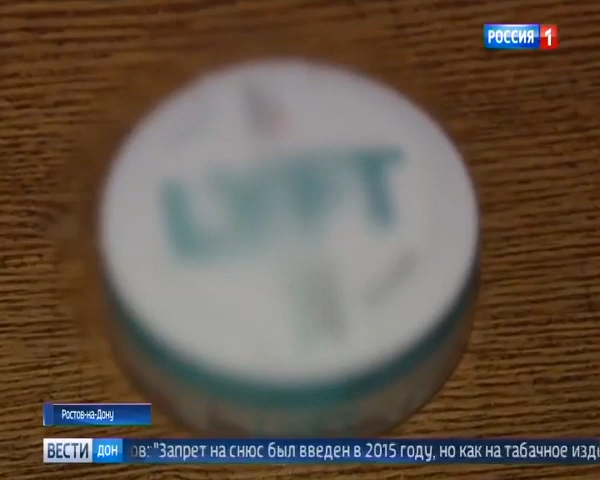 РОССИЯ 1
LYFT
Ростов-на-Дону
ВЕСТИ ДОН ов: "Запрет на снюс был введен в 2015 году, но как на табачное изде